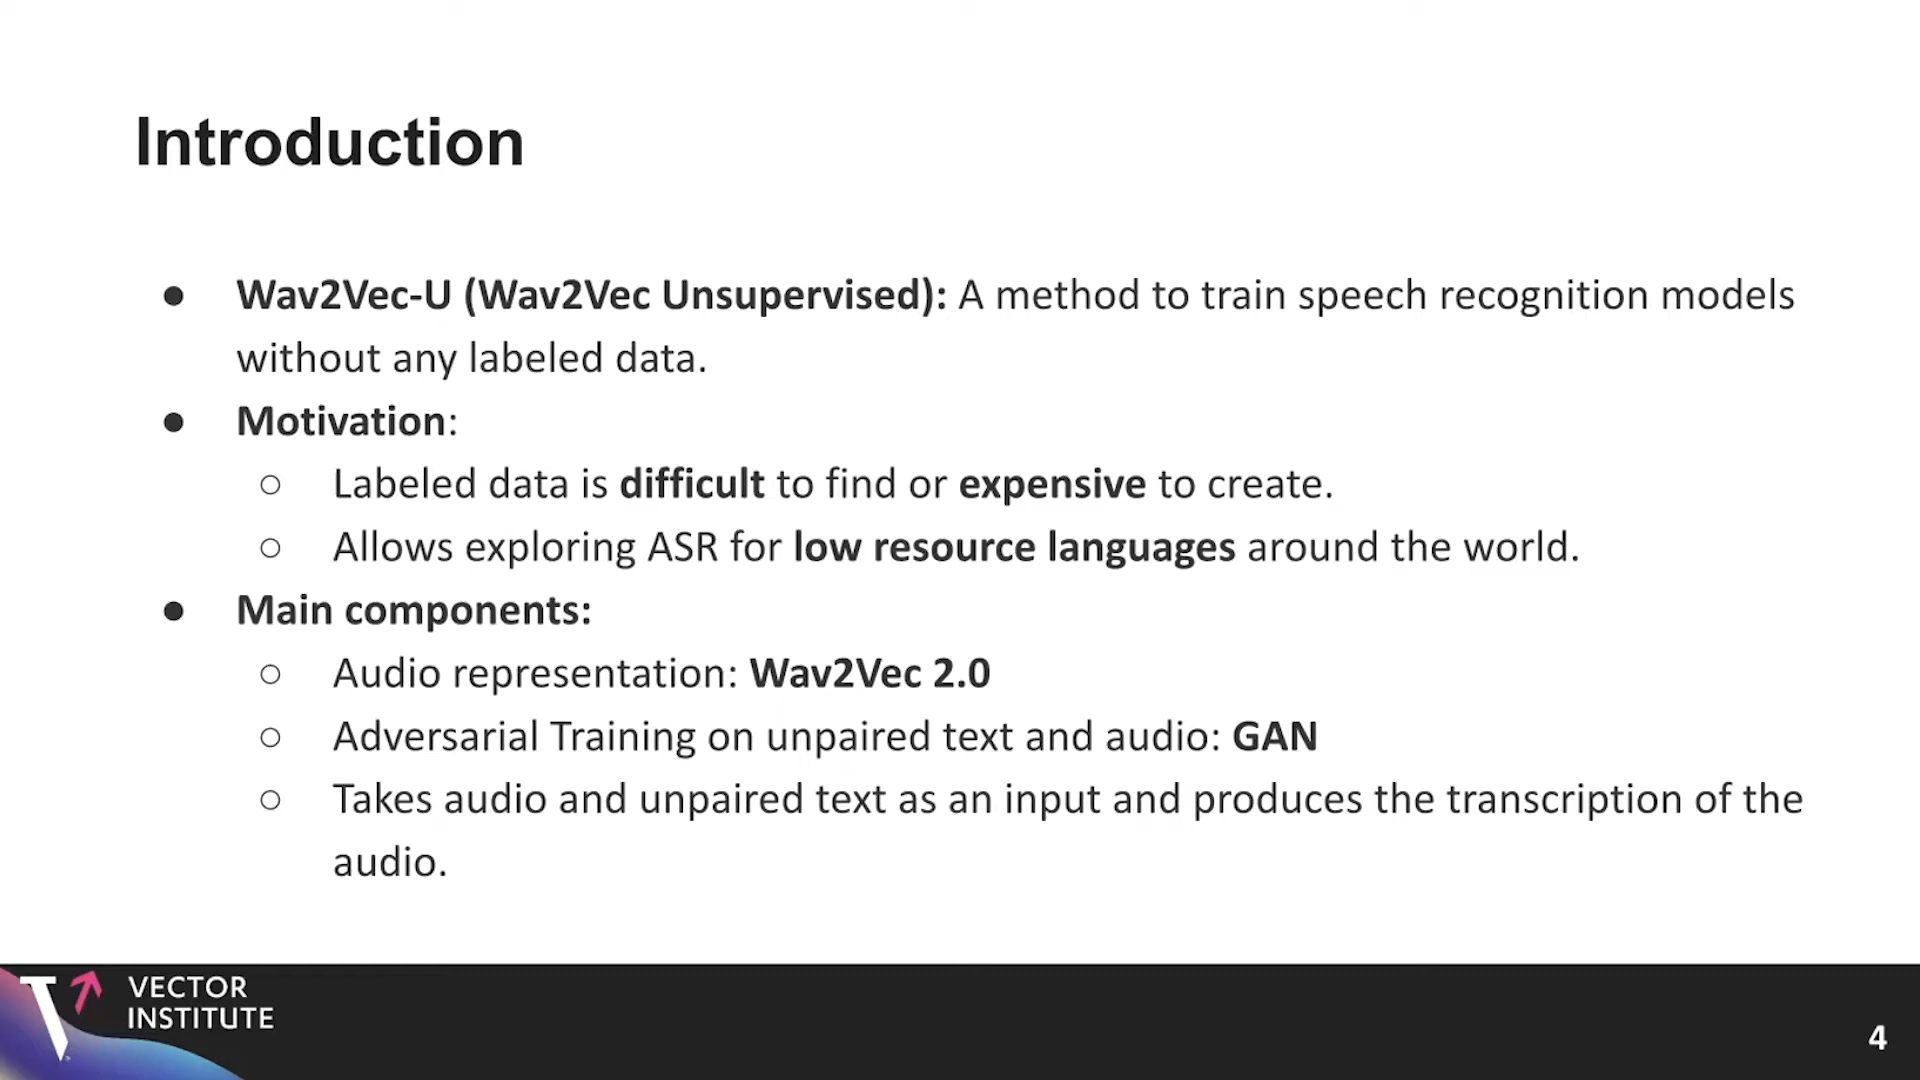 Introduction
● Wav2Vec-U (Wav2Vec Unsupervised): A method to train speech recognition models
without any labeled data.
● Motivation:
○ Labeled data is difficult to find or expensive to create.
○ Allows exploring ASR for low resource languages around the world.
● Main components:
○ Audio representation: Wav2Vec 2.0
○ Adversarial Training on unpaired text and audio: GAN
○ Takes audio and unpaired text as an input and produces the transcription of the
audio.
VECTOR
INSTITUTE
4